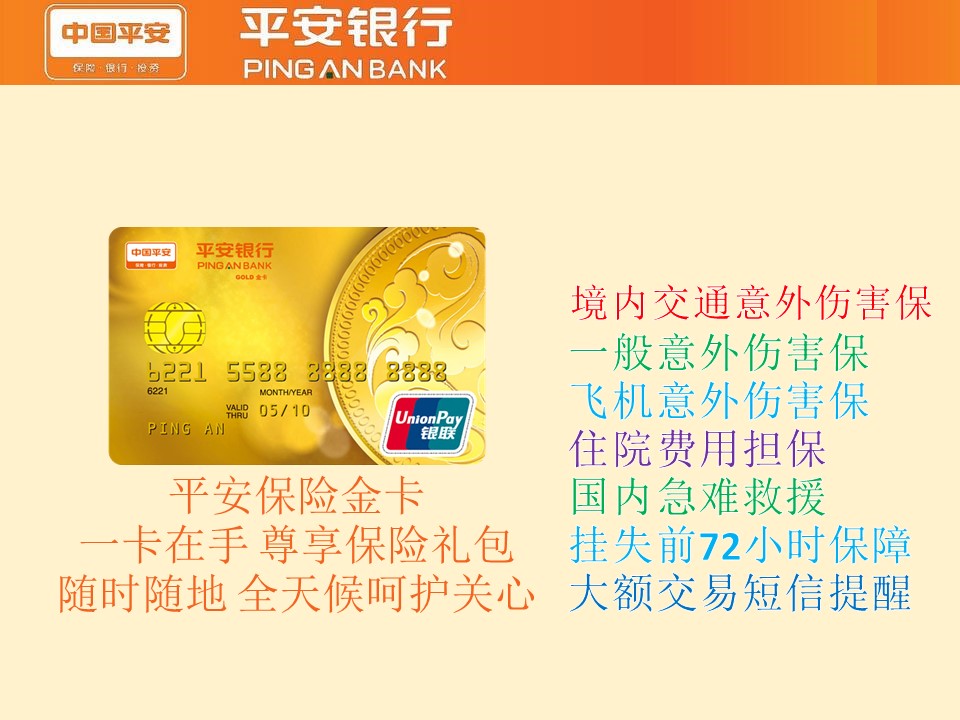 中国平安
保险·银行·投资
平安银行
PING AN BANK
中国平安
保险·银行·投资
平安银行
PING AN BANK
GOLD 金卡
6221 5588 8888 8888
6221
MONTH/YEAR
VALID THRU 05/10
PING AN
UnionPay
银联
平安保险金卡
一卡在手 尊享保险礼包
随时随地 全天候呵护关心
境内交通意外伤害保
一般意外伤害保
飞机意外伤害保
住院费用担保
国内急难救援
挂失前72小时保障
大额交易短信提醒